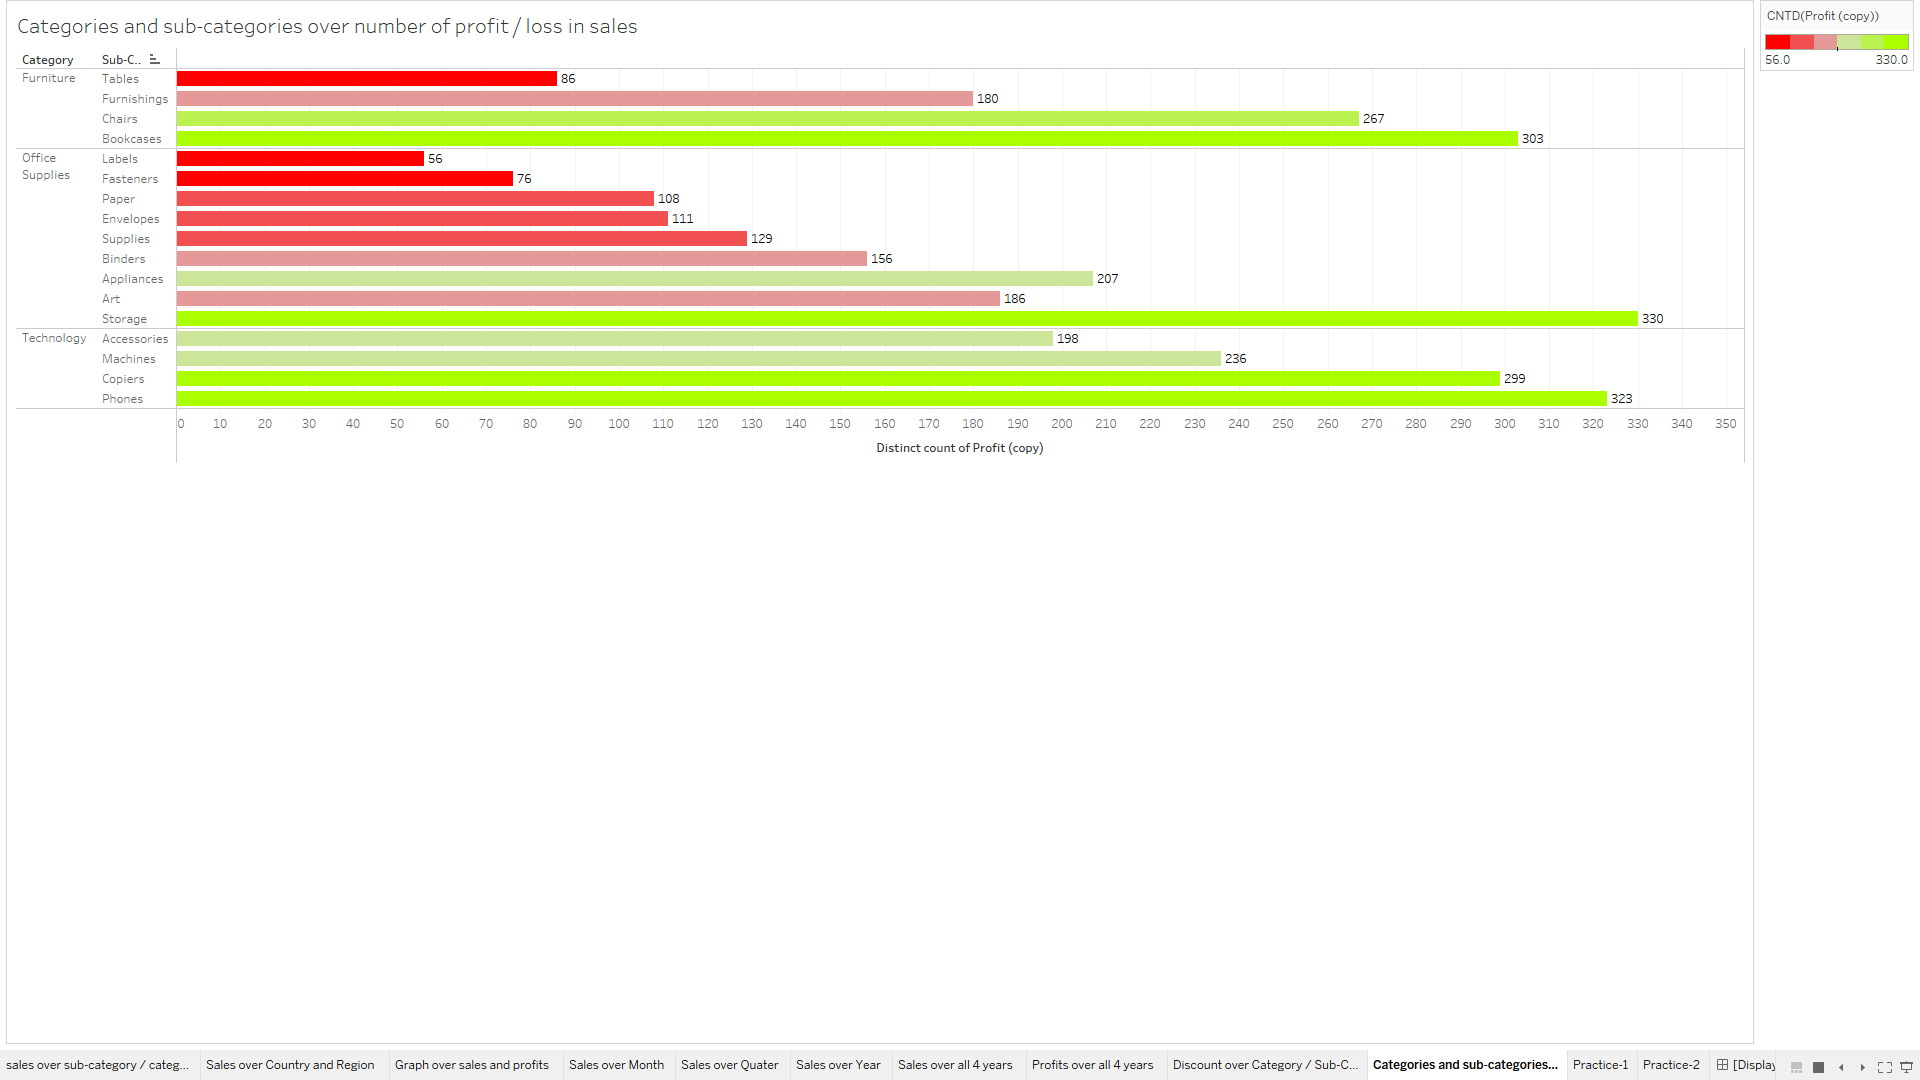 Categories and sub-categories over number of profit / loss in sales
CNTD(Profit (copy))
56.0 330.0
Category Sub-C..
Furniture Tables 86
Furnishings 180
Chairs 267
Bookcases 303
Office Supplies Labels 56
Fasteners 76
Paper 108
Envelopes 111
Supplies 129
Binders 156
Appliances 207
Art 186
Storage 330
Technology Accessories 198
Machines 236
Copiers 299
Phones 323
0 10 20 30 40 50 60 70 80 90 100 110 120 130 140 150 160 170 180 190 200 210 220 230 240 250 260 270 280 290 300 310 320 330 340 350
Distinct count of Profit (copy)
sales over sub-category / categ... Sales over Country and Region Graph over sales and profits Sales over Month Sales over Quater Sales over Year Sales over all 4 years Profits over all 4 years Discount over Category / Sub-C... Categories and sub-categories... Practice-1 Practice-2 [Display